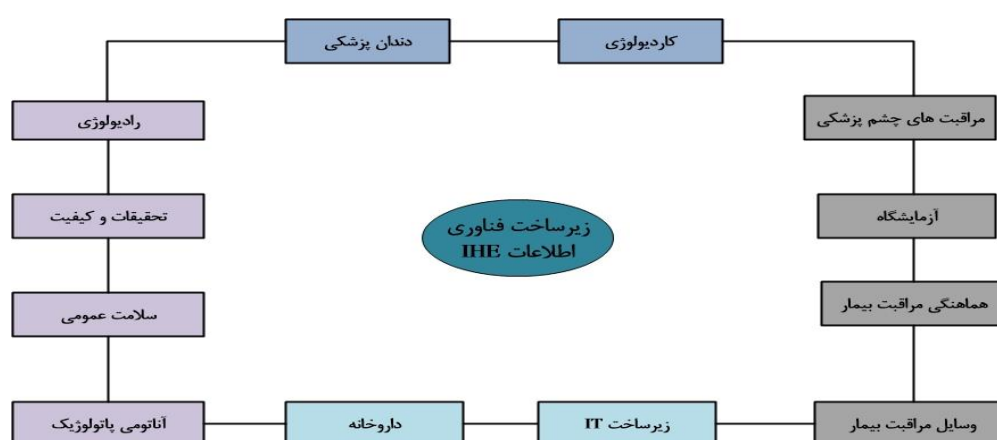 کاردیولوژی
دندان پزشکی
مراقبت های چشم پزشکی
رادیولوژی
آزمایشگاه
زیرساخت فناوری
اطلاعات IHE
تحقیقات و کیفیت
هماهنگی مراقبت بیمار
سلامت عمومی
وسایل مراقبت بیمار
زیرساخت IT
داروخانه
آناتومی پاتولوژیک